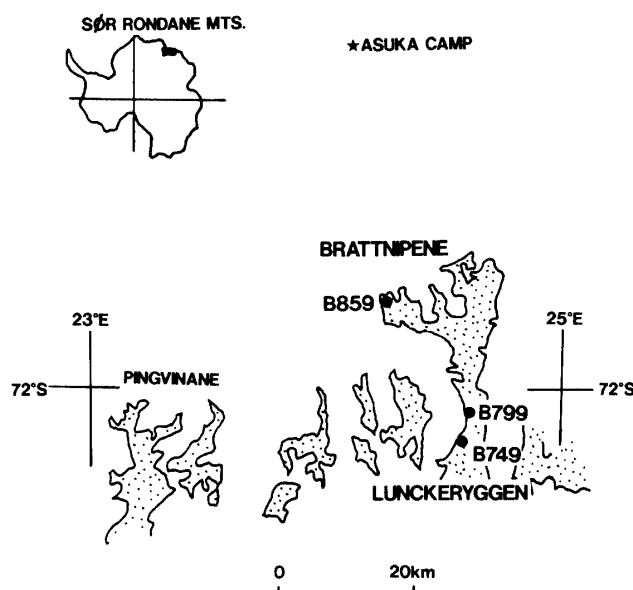 SØR RONDANE MTS.
★ASUKA CAMP
BRATTNIPENE
B859
23°E
25°E
72°S
PINGVINANE
72°S
B799
B749
LUNCKERYGGEN
0 20km